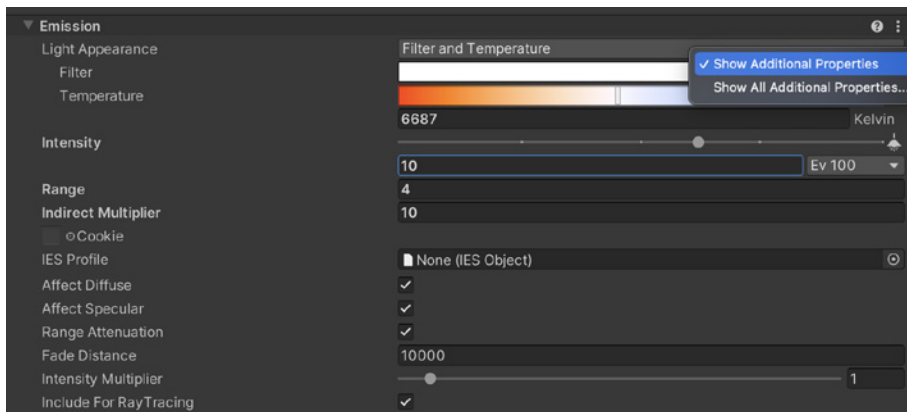 Emission
Light Appearance Filter and Temperature
✓ Show Additional Properties
Filter
Show All Additional Properties...
Temperature
6687 Kelvin
Intensity
10 Ev 100
Range 4
Indirect Multiplier 10
Cookie
IES Profile None (IES Object)
Affect Diffuse
Affect Specular
Range Attenuation
Fade Distance 10000
Intensity Multiplier 1
Include For RayTracing